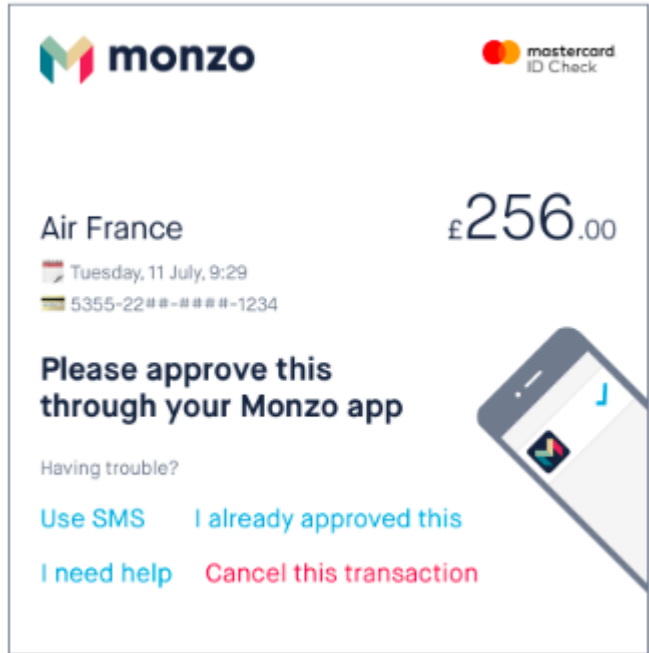 monzo
mastercard
ID Check
Air France
£256.00
Tuesday, 11 July, 9:29
5355-22##-####-1234
Please approve this
through your Monzo app
Having trouble?
Use SMS I already approved this
I need help Cancel this transaction